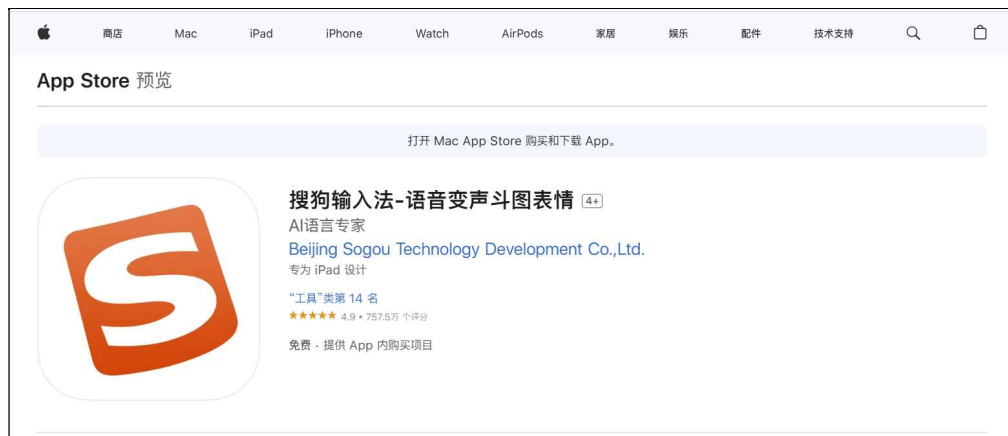 商店 Mac iPad iPhone Watch AirPods 家居 娱乐 配件 技术支持
App Store 预览
打开 Mac App Store 购买和下载 App。
搜狗输入法-语音变声斗图表情 4+
AI语言专家
Beijing Sogou Technology Development Co.,Ltd.
专为 iPad 设计
“工具”类第 14 名
★★★★★ 4.9 • 757.5万 个评分
免费 · 提供 App 内购买项目